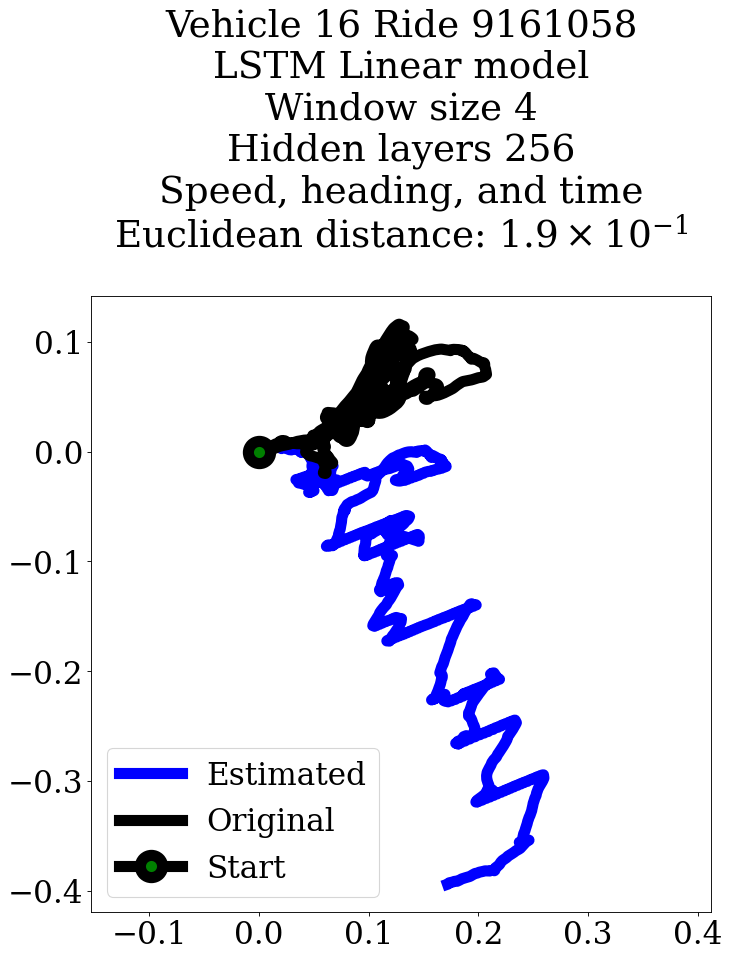 Vehicle 16 Ride 9161058
LSTM Linear model
Window size 4
Hidden layers 256
Speed, heading, and time
Euclidean distance: 1.9 × 10⁻¹
0.1
0.0
−0.1
−0.2
−0.3
−0.4
Estimated
Original
Start
−0.1 0.0 0.1 0.2 0.3 0.4